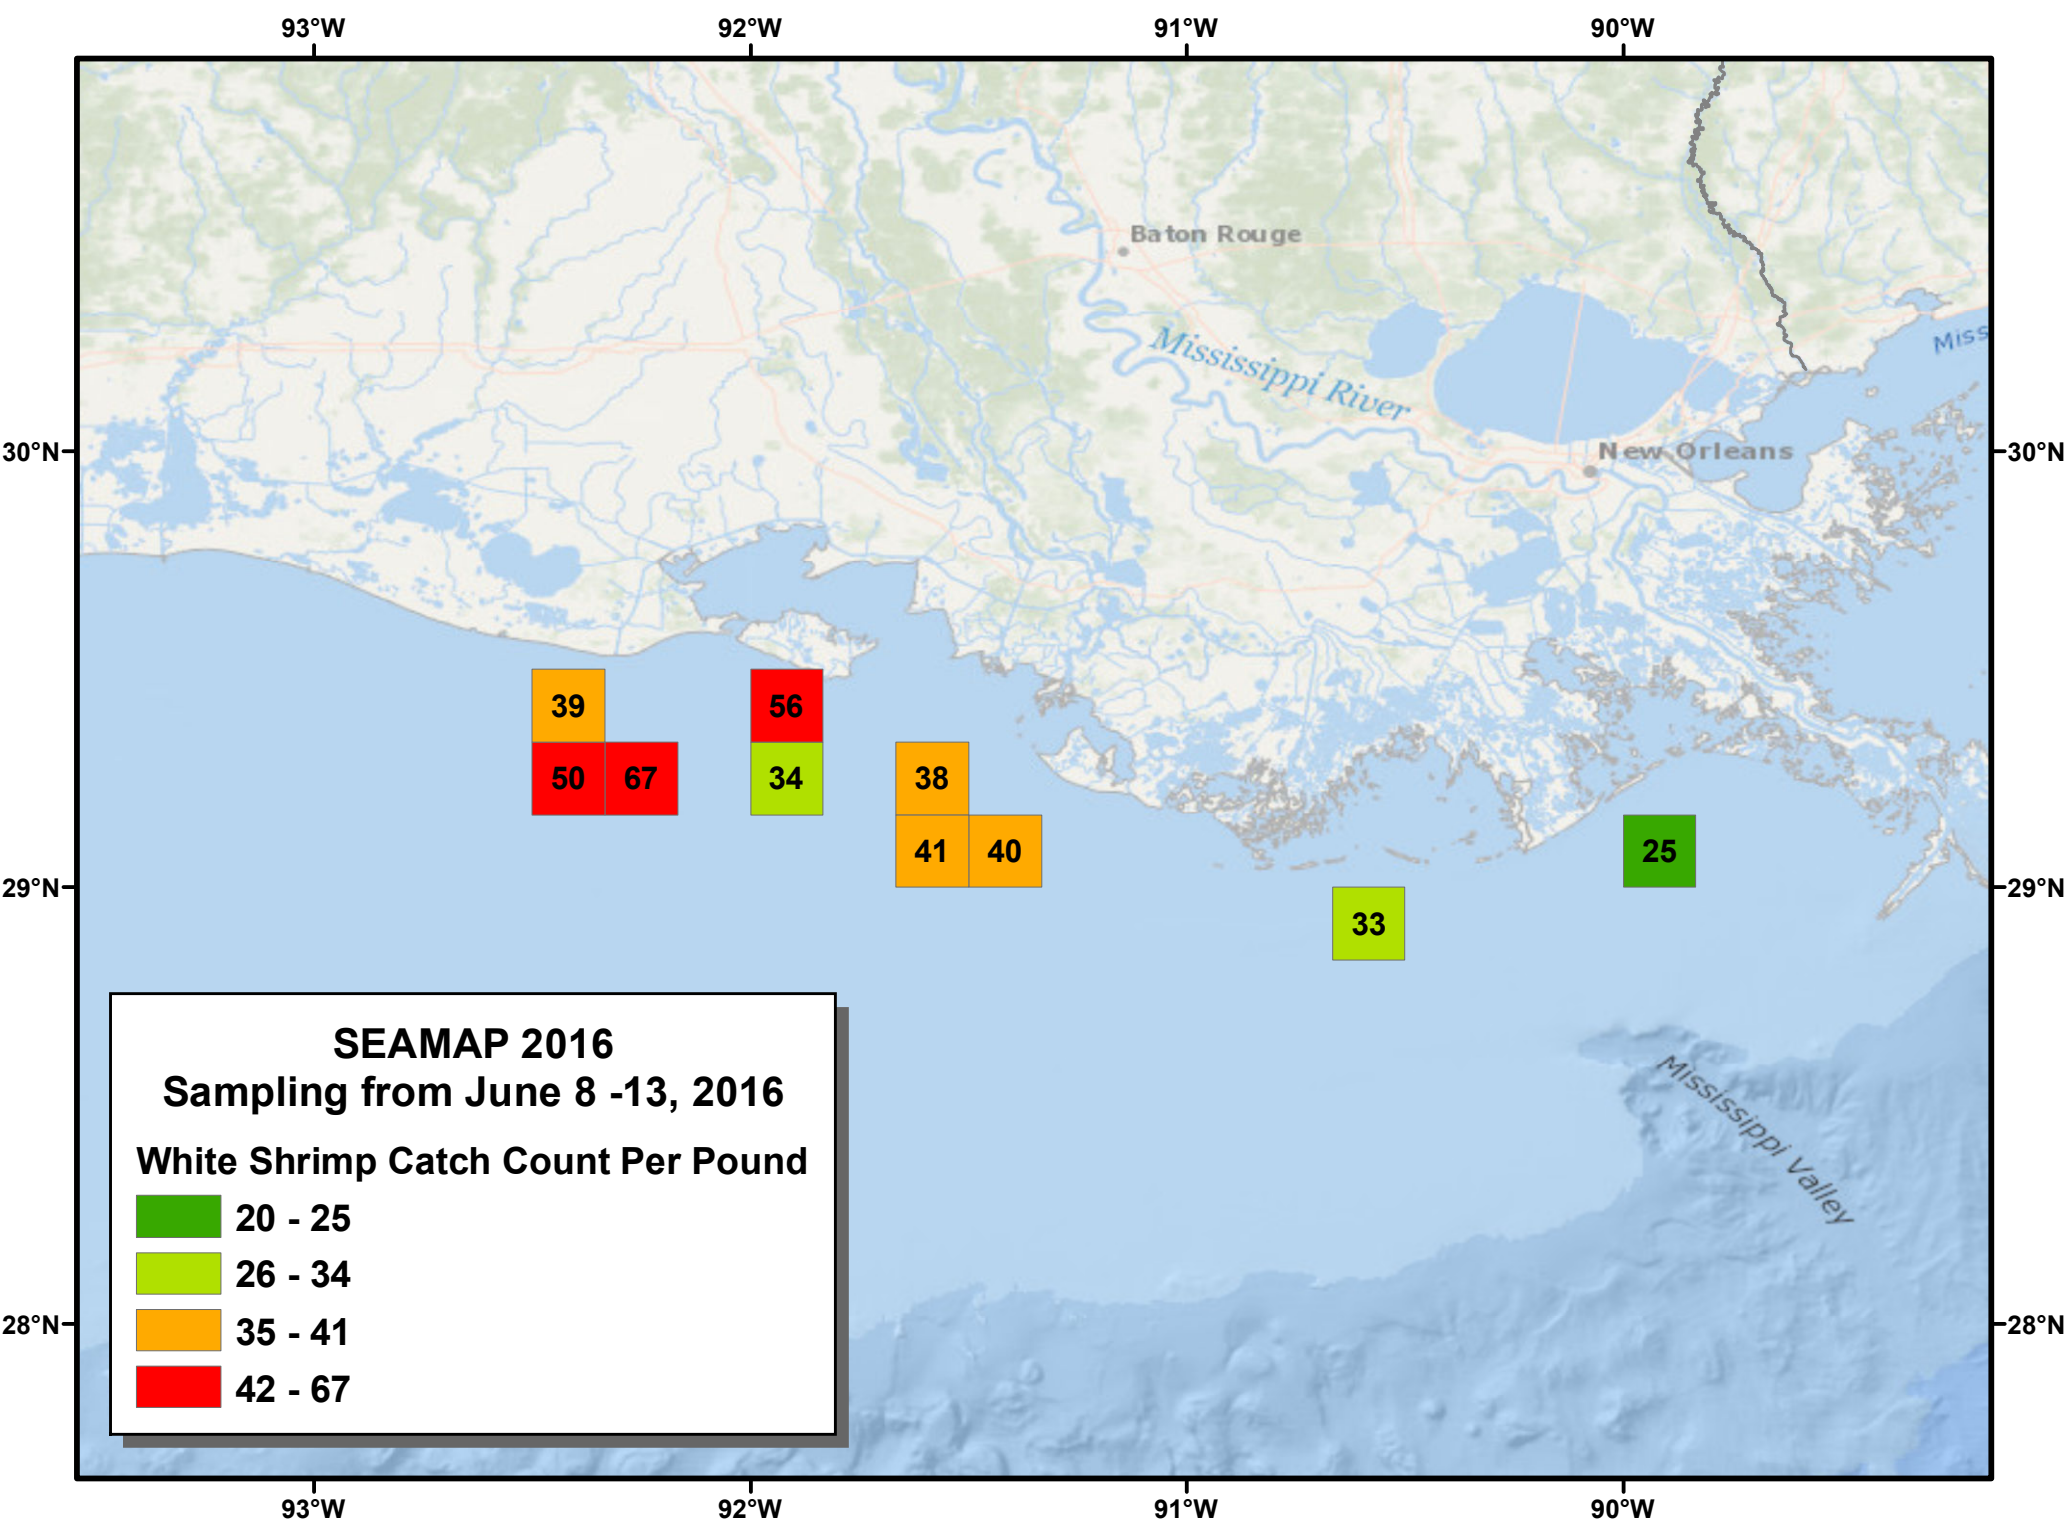 93°W 92°W 91°W 90°W
Baton Rouge
Mississippi River
Miss
30°N New Orleans 30°N
39 56
50 67 34 38
41 40 25
29°N 29°N
33
SEAMAP 2016
Sampling from June 8 -13, 2016
White Shrimp Catch Count Per Pound
20 - 25
26 - 34
35 - 41
42 - 67
Mississippi Valley
28°N 28°N
93°W 92°W 91°W 90°W